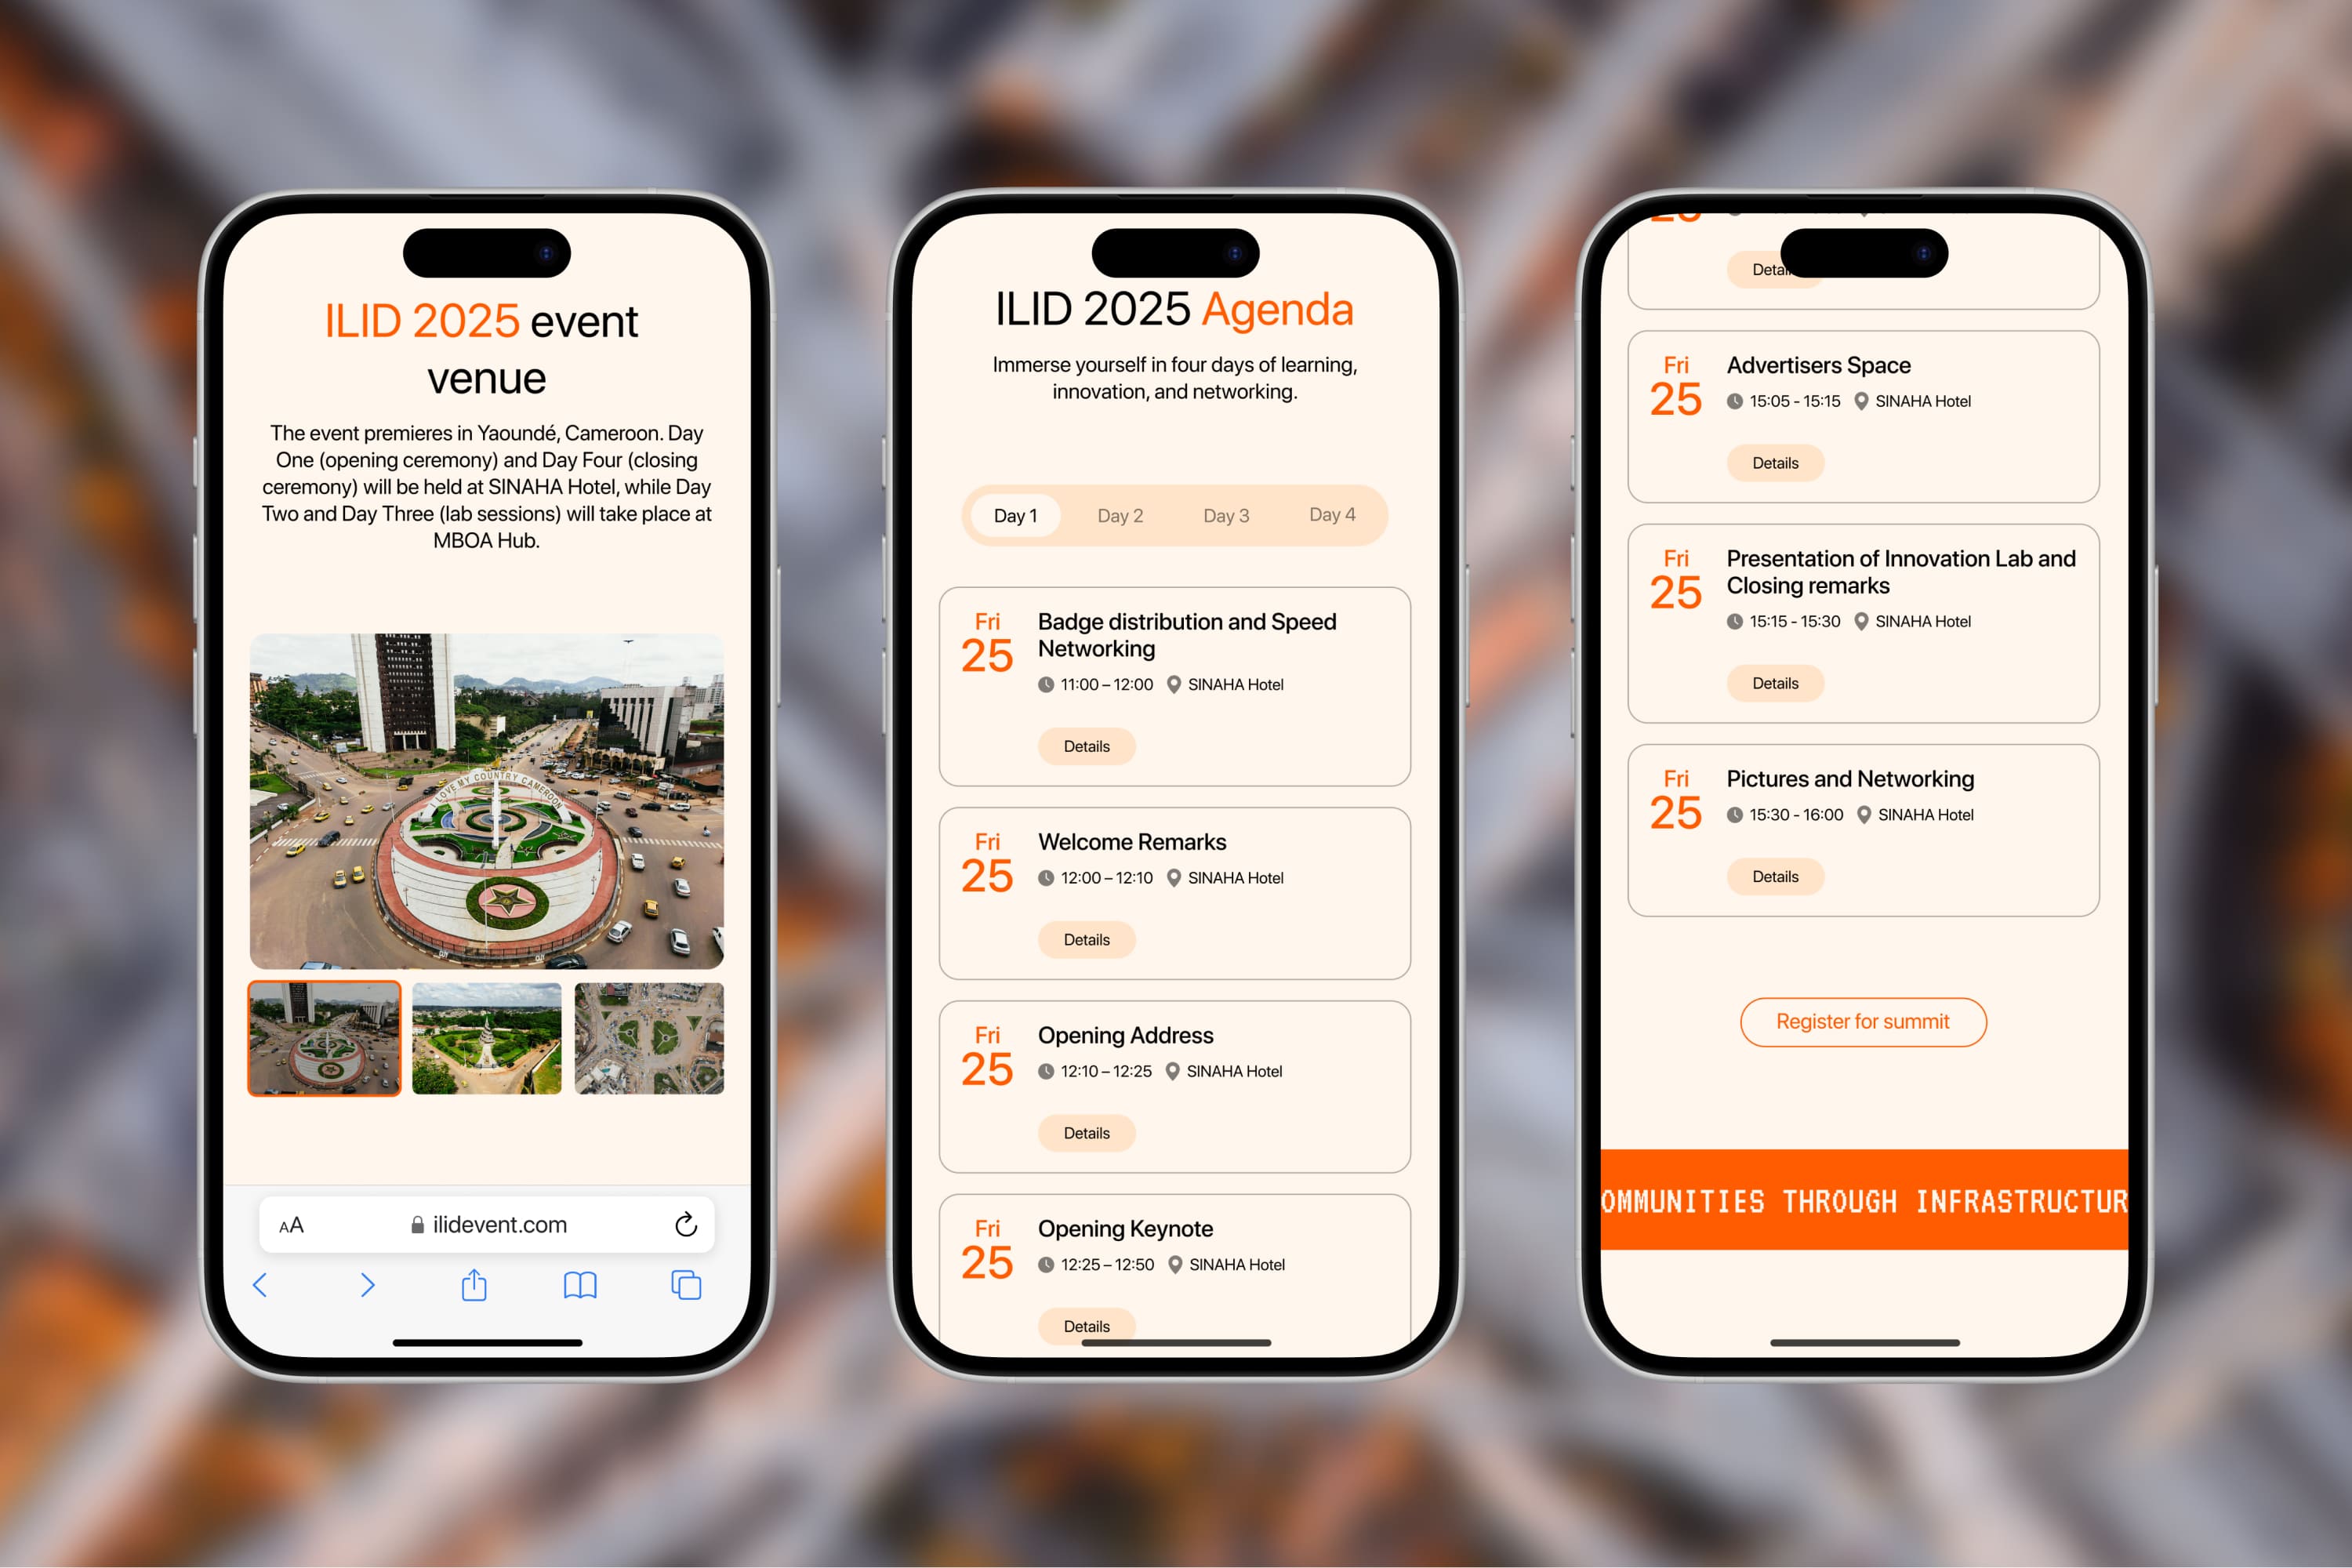 ILID 2025 event
venue
The event premieres in Yaoundé, Cameroon. Day
One (opening ceremony) and Day Four (closing
ceremony) will be held at SINAHA Hotel, while Day
Two and Day Three (lab sessions) will take place at
MBOA Hub.
I LOVE MY COUNTRY CAMEROON
AA ilidevent.com
ILID 2025 Agenda
Immerse yourself in four days of learning,
innovation, and networking.
Day 1 Day 2 Day 3 Day 4
Fri
25
Badge distribution and Speed
Networking
11:00 – 12:00 SINAHA Hotel
Details
Fri
25
Welcome Remarks
12:00 – 12:10 SINAHA Hotel
Details
Fri
25
Opening Address
12:10 – 12:25 SINAHA Hotel
Details
Fri
25
Opening Keynote
12:25 – 12:50 SINAHA Hotel
Details
25
Detai
Fri
25
Advertisers Space
15:05 - 15:15 SINAHA Hotel
Details
Fri
25
Presentation of Innovation Lab and
Closing remarks
15:15 - 15:30 SINAHA Hotel
Details
Fri
25
Pictures and Networking
15:30 - 16:00 SINAHA Hotel
Details
Register for summit
OMMUNITIES THROUGH INFRASTRUCTUR